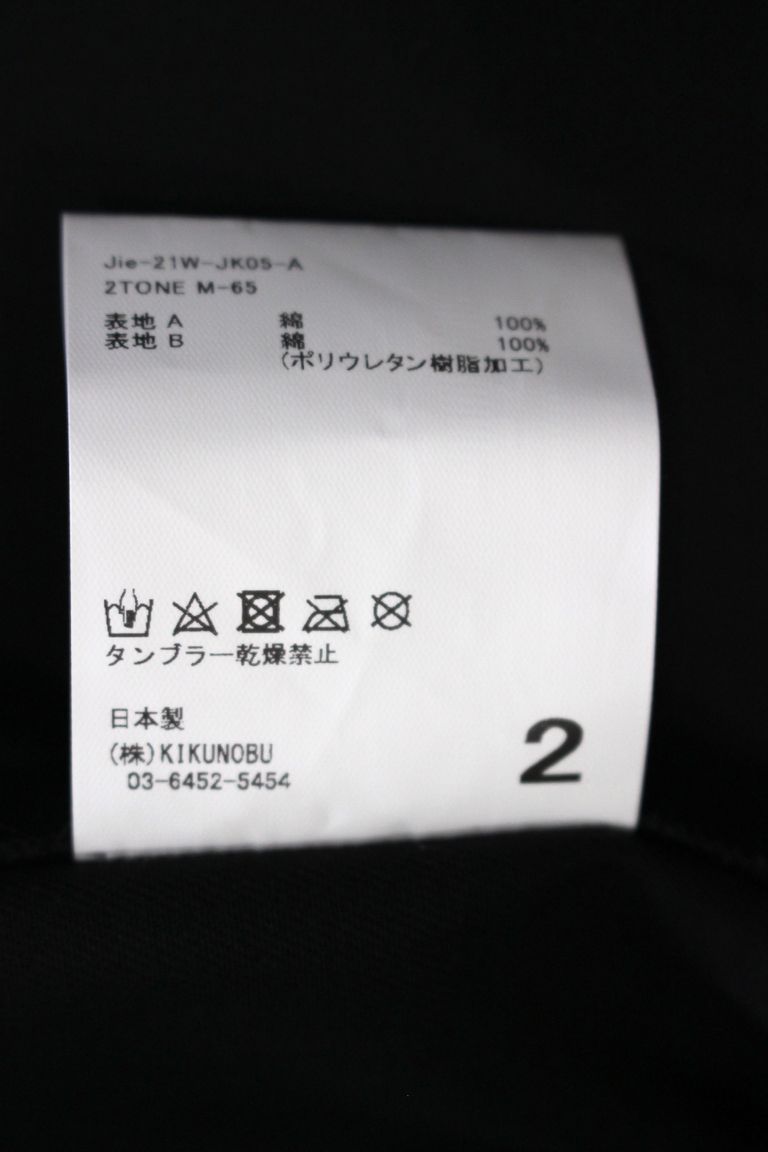 Jie-21W-JK05-A
2TONE M-65
表地 A 綿 100%
表地 B 綿 100%
(ポリウレタン樹脂加工)
タンブラー乾燥禁止
日本製
(株)KIKUNOBU
03-6452-5454
2